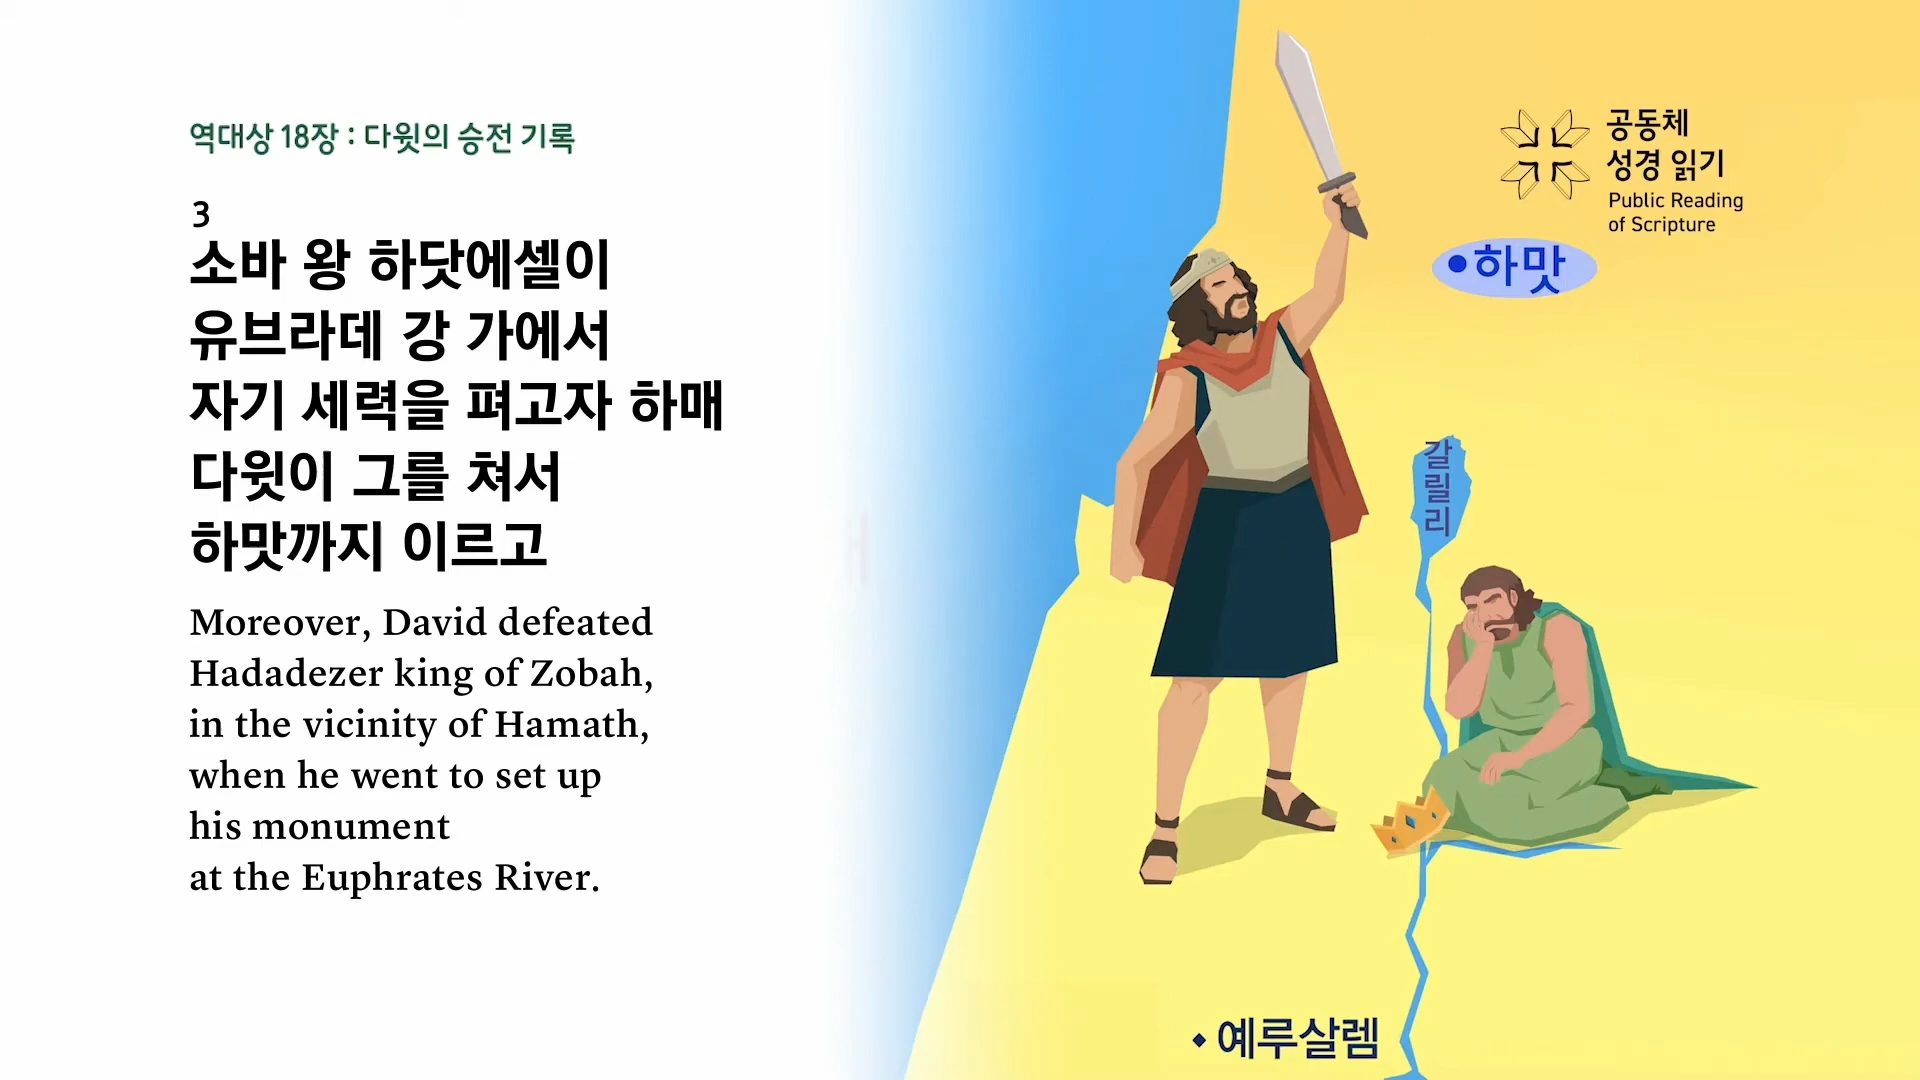 역대상 18장 : 다윗의 승전 기록
3
소바 왕 하닷에셀이
유브라데 강 가에서
자기 세력을 펴고자 하매
다윗이 그를 쳐서
하맛까지 이르고
Moreover, David defeated
Hadadezer king of Zobah,
in the vicinity of Hamath,
when he went to set up
his monument
at the Euphrates River.
공동체
성경 읽기
Public Reading
of Scripture
하맛
갈릴리
예루살렘